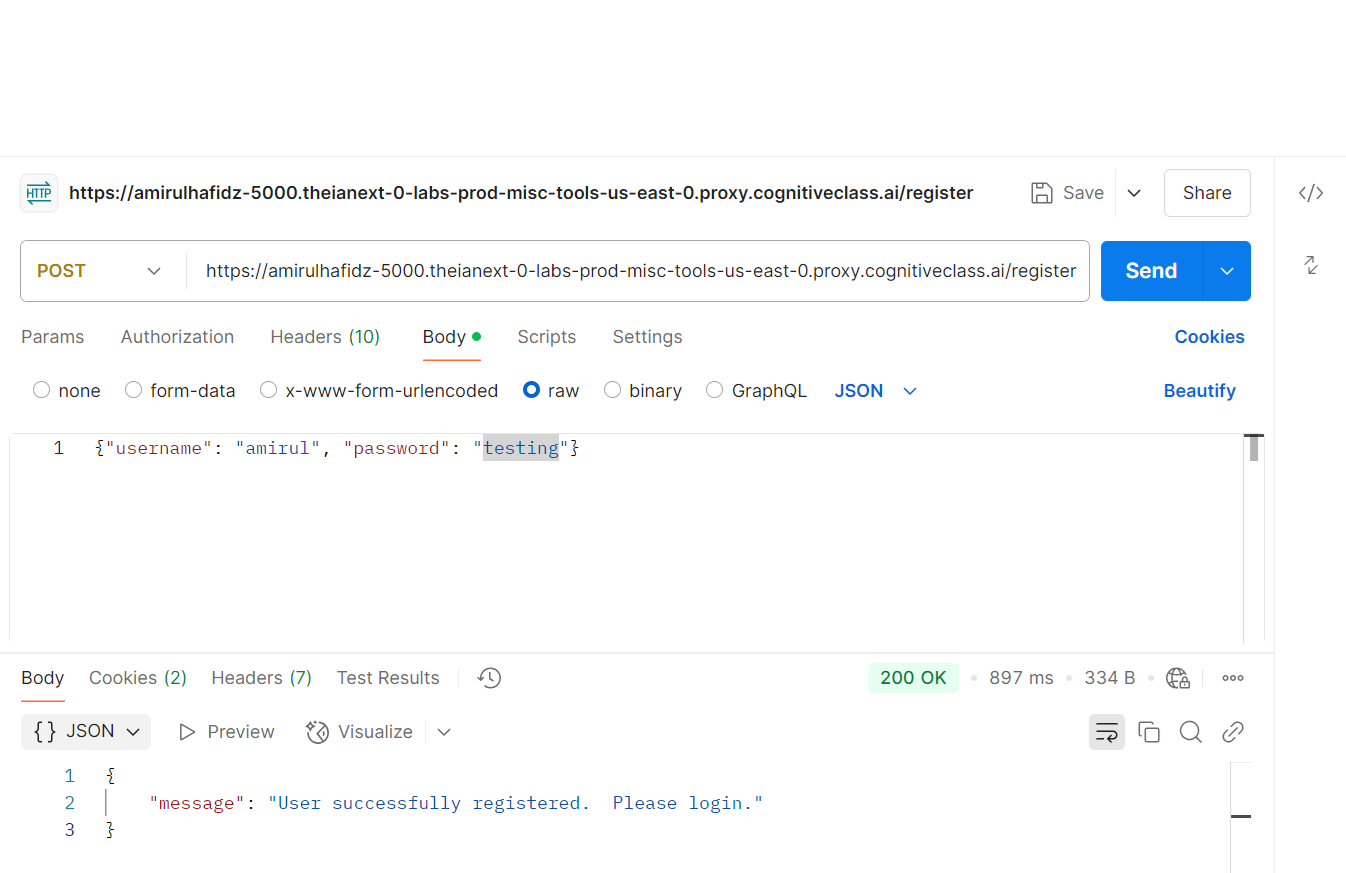 HTTP https://amirulhafidz-5000.theianext-0-labs-prod-misc-tools-us-east-0.proxy.cognitiveclass.ai/register Save Share </>
POST https://amirulhafidz-5000.theianext-0-labs-prod-misc-tools-us-east-0.proxy.cognitiveclass.ai/register Send
Params Authorization Headers (10) Body Scripts Settings Cookies
none form-data x-www-form-urlencoded raw binary GraphQL JSON Beautify
1 {"username": "amirul", "password": "testing"}
Body Cookies (2) Headers (7) Test Results 200 OK 897 ms 334 B
{} JSON Preview Visualize
1 {
2 "message": "User successfully registered.  Please login."
3 }